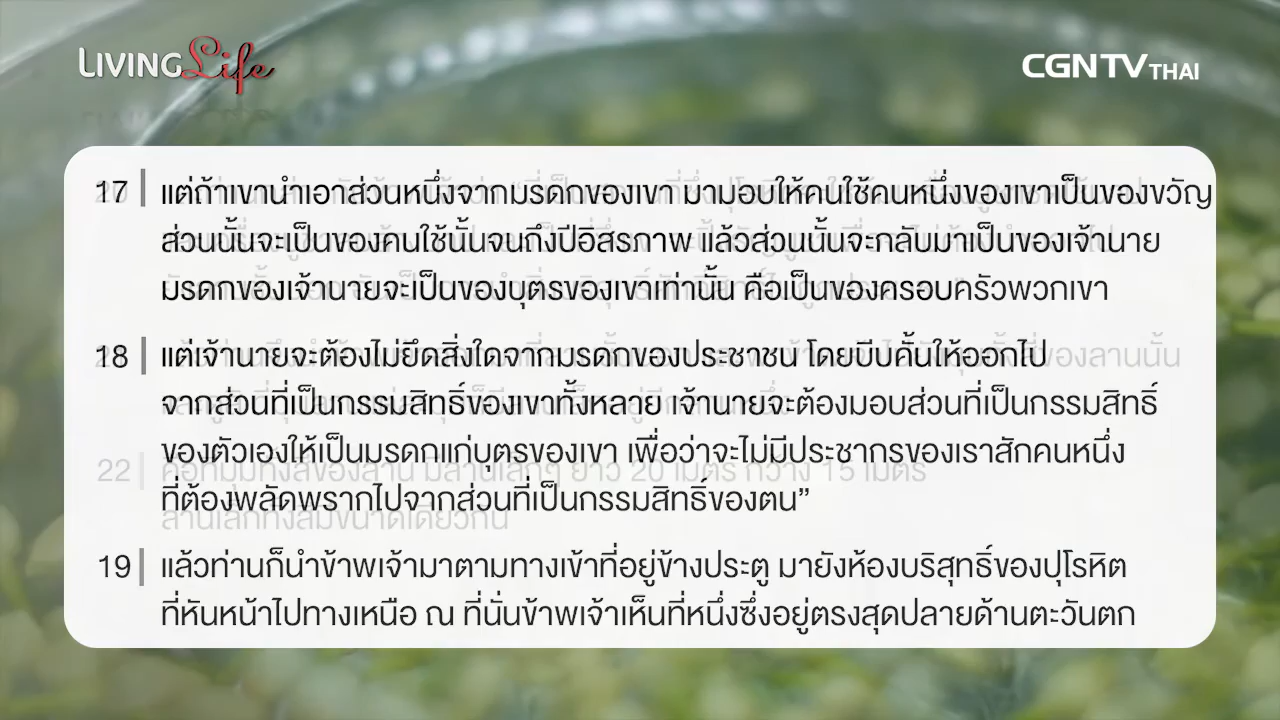 LIVING Life
CGNTV THAI
17 แต่ถ้าเขานำเอาส่วนหนึ่งจากมรดกของเขา มามอบให้คนใช้คนหนึ่งของเขาเป็นของขวัญ
ส่วนนั้นจะเป็นของคนใช้นั้นจนถึงปีอิสรภาพ แล้วส่วนนั้นจะกลับมาเป็นของเจ้านาย
มรดกของเจ้านายจะเป็นของบุตรของเขาเท่านั้น คือเป็นของครอบครัวพวกเขา
18 แต่เจ้านายจะต้องไม่ยึดสิ่งใดจากมรดกของประชาชน โดยบีบคั้นให้ออกไป
จากส่วนที่เป็นกรรมสิทธิ์ของเขาทั้งหลาย เจ้านายจะต้องมอบส่วนที่เป็นกรรมสิทธิ์
ของตัวเองให้เป็นมรดกแก่บุตรของเขา เพื่อว่าจะไม่มีประชากรของเราสักคนหนึ่ง
22 ยาว 20 เมตร กว้าง 15 เมตร
ที่ต้องพลัดพรากไปจากส่วนที่เป็นกรรมสิทธิ์ของตน”
19 แล้วท่านก็นำข้าพเจ้ามาตามทางเข้าที่อยู่ข้างประตู มายังห้องบริสุทธิ์ของปุโรหิต
ที่หันหน้าไปทางเหนือ ณ ที่นั่นข้าพเจ้าเห็นที่หนึ่งซึ่งอยู่ตรงสุดปลายด้านตะวันตก